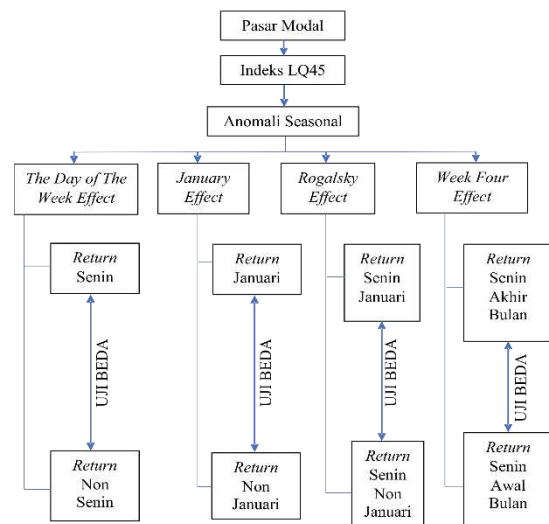 Pasar Modal
Indeks LQ45
Anomali Seasonal
The Day of The
Week Effect
January
Effect
Rogalsky
Effect
Week Four
Effect
Return
Senin
Return
Januari
Return
Senin
Januari
Return
Senin
Akhir
Bulan
UJI BEDA
UJI BEDA
UJI BEDA
UJI BEDA
Return
Non
Senin
Return
Non
Januari
Return
Senin
Non
Januari
Return
Senin
Awal
Bulan